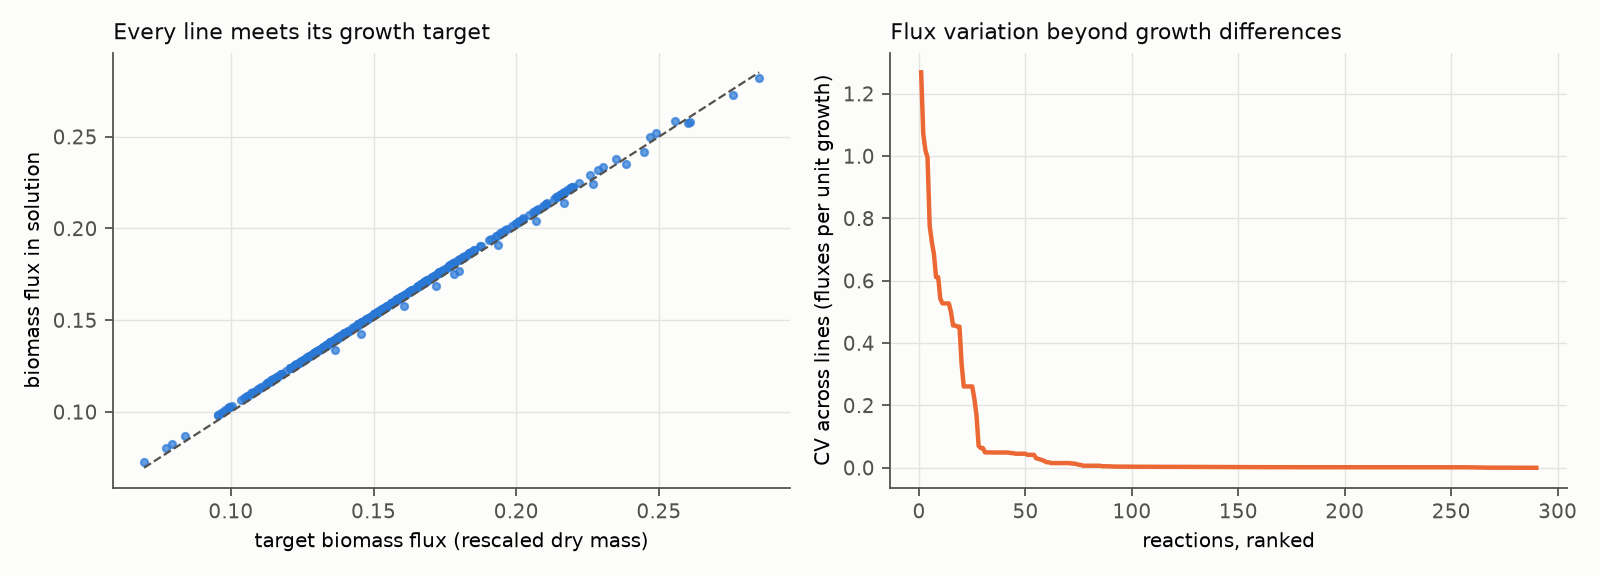 Every line meets its growth target
biomass flux in solution
0.25
0.20
0.15
0.10
0.10 0.15 0.20 0.25
target biomass flux (rescaled dry mass)
Flux variation beyond growth differences
CV across lines (fluxes per unit growth)
1.2
1.0
0.8
0.6
0.4
0.2
0.0
0 50 100 150 200 250 300
reactions, ranked